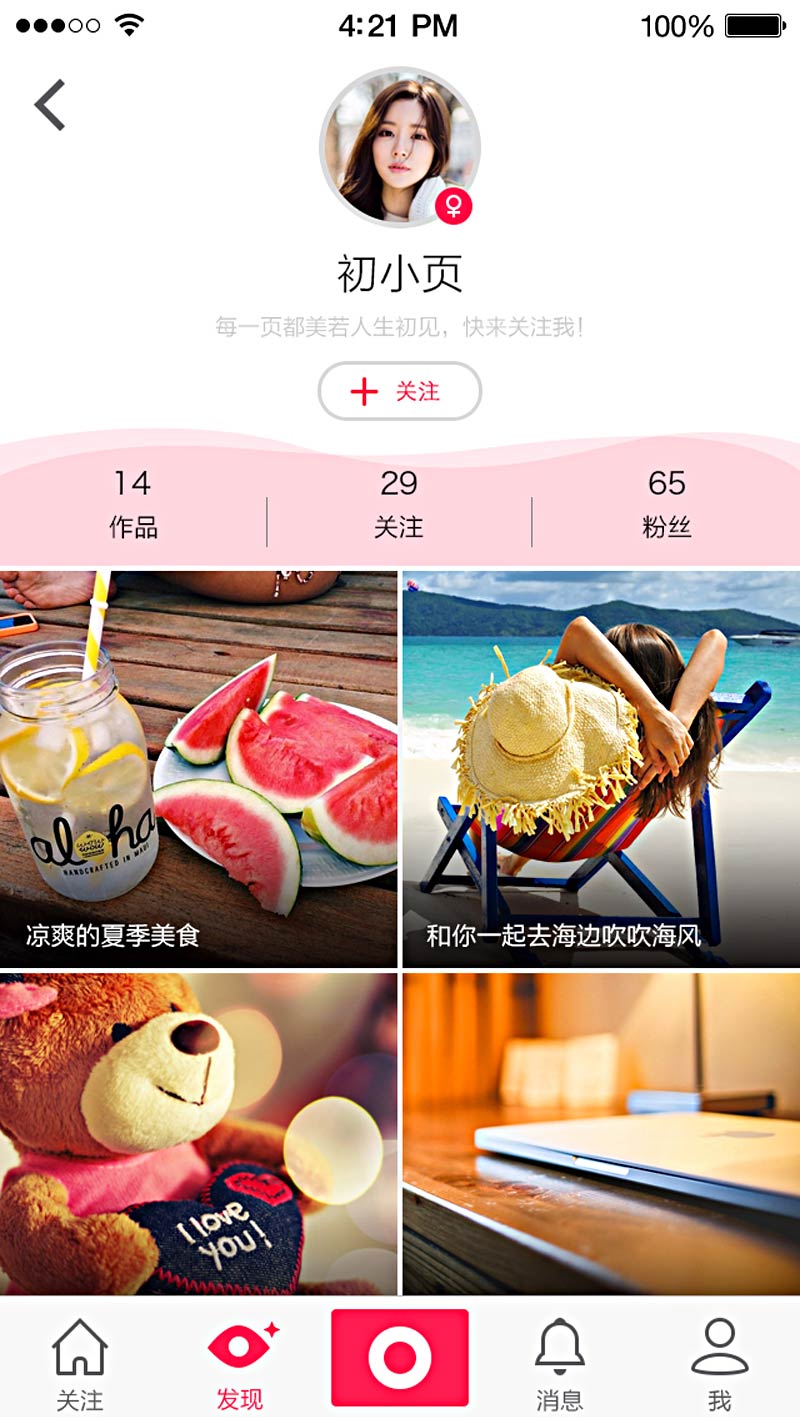 4:21 PM
100%
初小页
每一页都美若人生初见，快来关注我！
关注
14
29
65
作品
关注
粉丝
aloha
HANDCRAFTED IN MAUI
凉爽的夏季美食
和你一起去海边吹吹海风
I love
you
关注
发现
消息
我